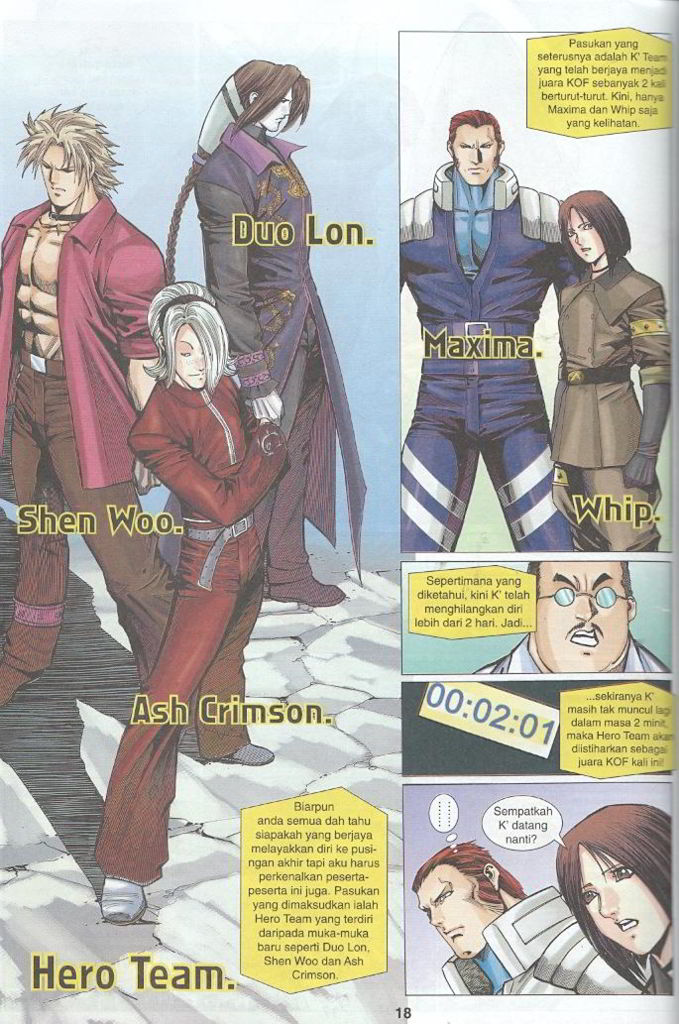 Duo Lon.
Shen Woo.
Ash Crimson.
Hero Team.
Biarpun
anda semua dah tahu
siapakah yang berjaya
melayakkan diri ke pusi-
ngan akhir tapi aku harus
perkenalkan peserta-
peserta ini juga. Pasukan
yang dimaksudkan ialah
Hero Team yang terdiri
daripada muka-muka
baru seperti Duo Lon,
Shen Woo dan Ash
Crimson.
Pasukan yang
seterusnya adalah K' Team
yang telah berjaya menjadi
juara KOF sebanyak 2 kali
berturut-turut. Kini, hanya
Maxima dan Whip saja
yang kelihatan.
Maxima.
Whip.
Sepertimana yang
diketahui, kini K' telah
menghilangkan diri
lebih dari 2 hari. Jadi...
00:02:01
...sekiranya K'
masih tak muncul lagi
dalam masa 2 minit,
maka Hero Team akan
diistiharkan sebagai
juara KOF kali ini!
Sempatkah
K' datang
nanti?
18